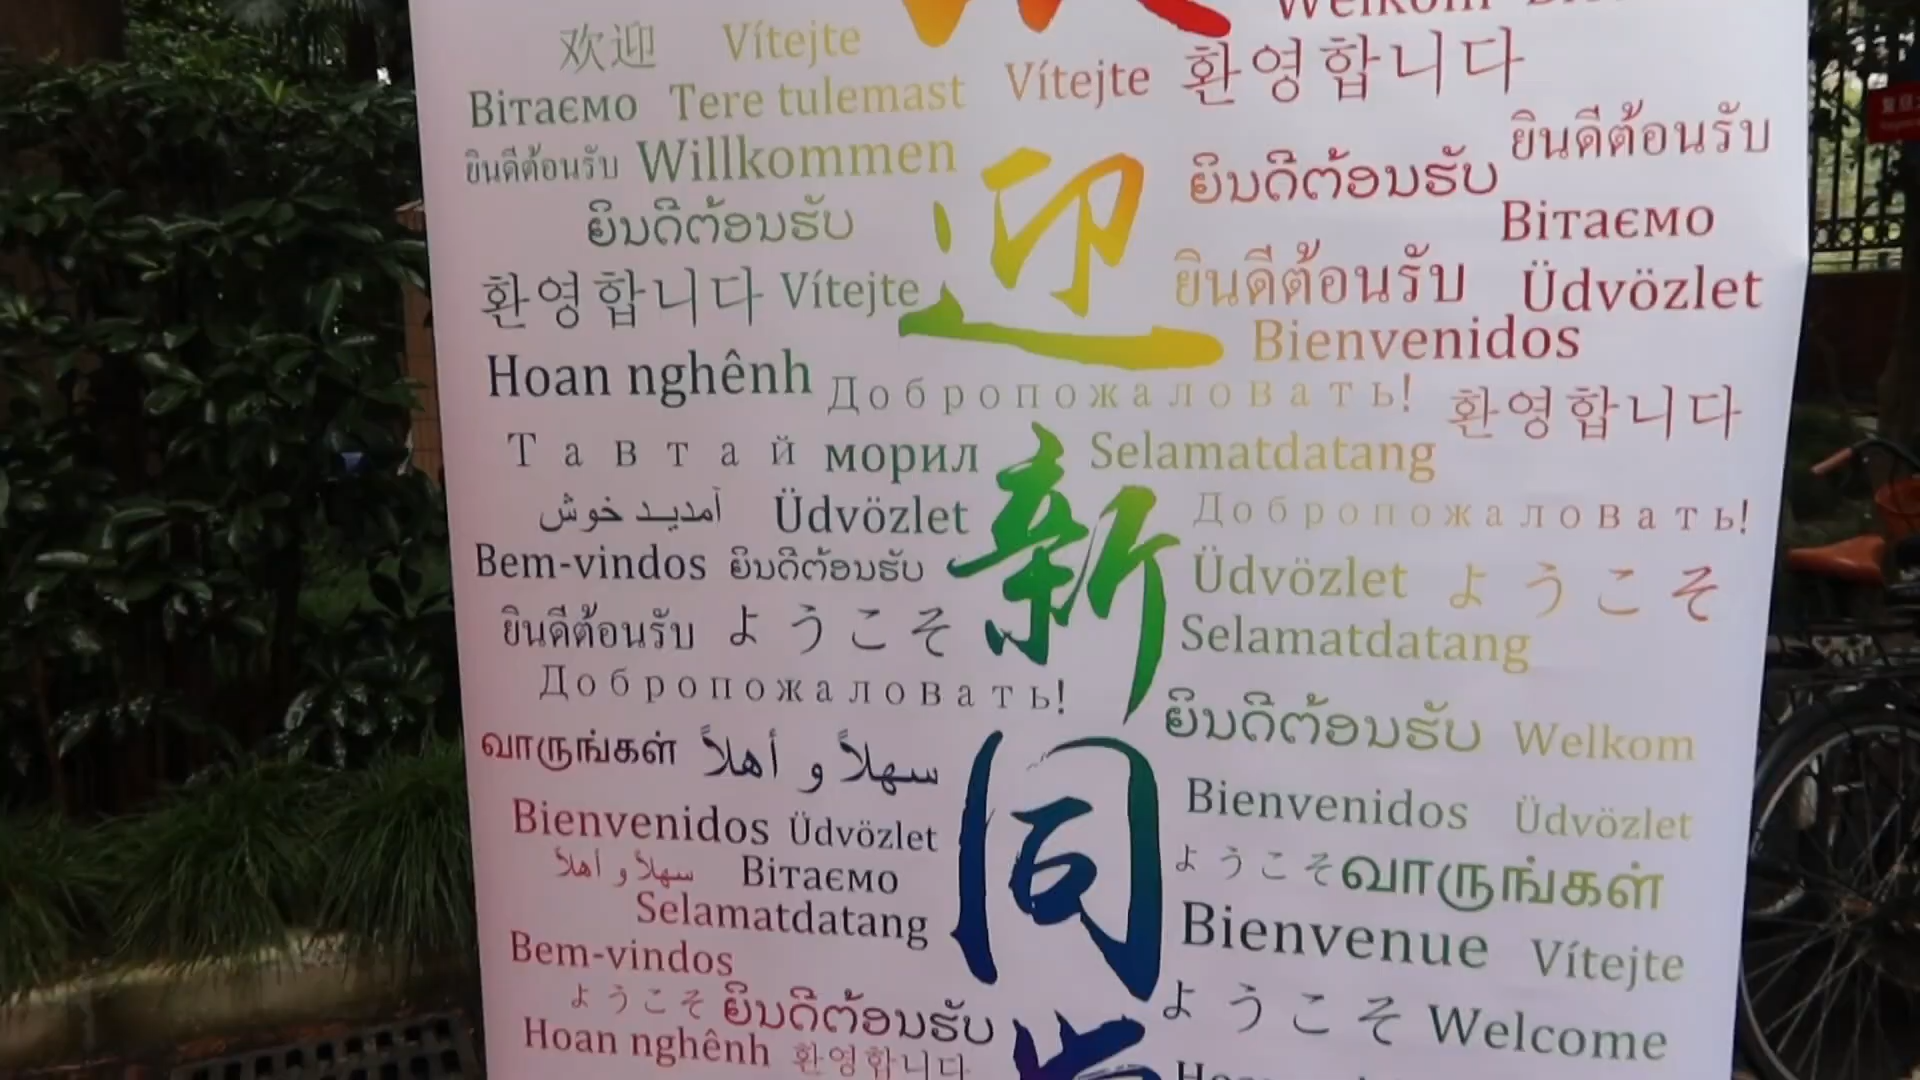 Welkom
欢迎 Vítejte
Вітаємо Tere tulemast Vítejte 환영합니다
ยินดีต้อนรับ Willkommen ຍິນດີຕ້ອນຮັບ ยินดีต้อนรับ
ຍິນດີຕ້ອນຮັບ 迎 Вітаємо
환영합니다 Vítejte ยินดีต้อนรับ Üdvözlet
Bienvenidos
Hoan nghênh Добропожаловать! 환영합니다
Тавтай морил Selamatdatang
آمدید خوش Üdvözlet 新 Добропожаловать!
Bem-vindos ຍິນດີຕ້ອນຮັບ Üdvözlet ようこそ
ยินดีต้อนรับ ようこそ Selamatdatang
Добропожаловать!
ຍິນດີຕ້ອນຮັບ Welkom
வாருங்கள் سهلاً و أهلاً 同
Bienvenidos Üdvözlet Bienvenidos Üdvözlet
سهلاً و أهلاً Вітаємо ようこそ வாருங்கள்
Selamatdatang Bienvenue Vítejte
Bem-vindos
ようこそ ຍິນດີຕ້ອນຮັບ ようこそ Welcome
Hoan nghênh 환영합니다